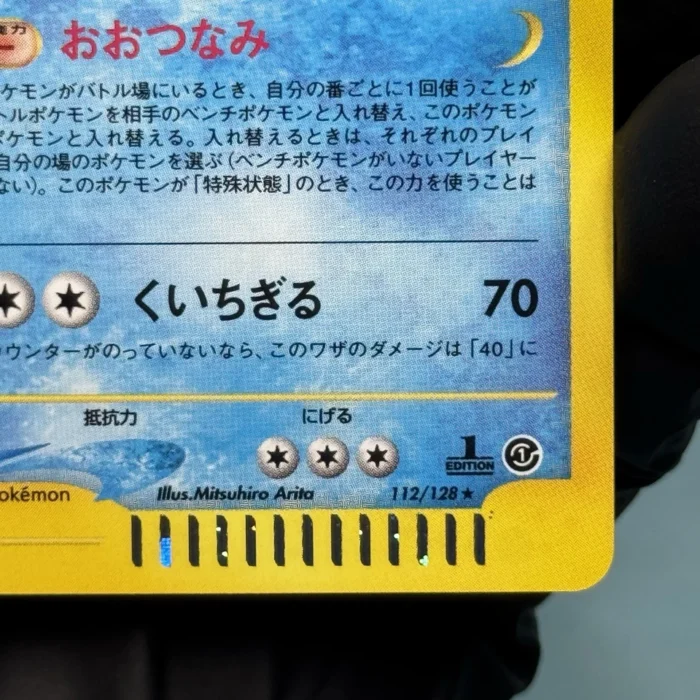 能力
おおつなみ
ケモンがバトル場にいるとき、自分の番ごとに1回使うことが
トルポケモンを相手のベンチポケモンと入れ替え、このポケモン
ポケモンと入れ替える。入れ替えるときは、それぞれのプレイ
自分の場のポケモンを選ぶ(ベンチポケモンがいないプレイヤー
ない)。このポケモンが「特殊状態」のとき、この力を使うことは
くいちぎる 70
ウンターがのっていないなら、このワザのダメージは「40」に
抵抗力 にげる
1 EDITION
okémon Illus.Mitsuhiro Arita 112/128★